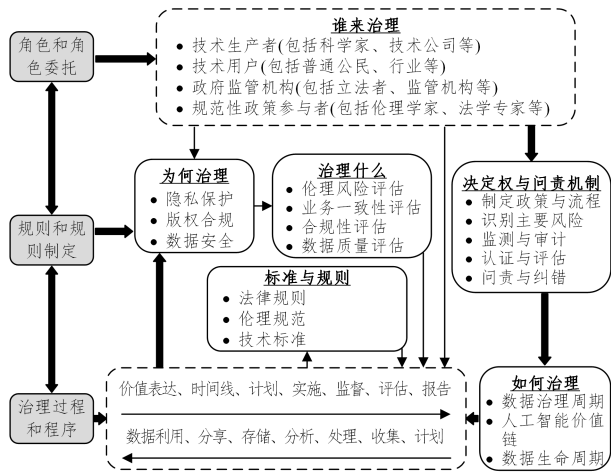 角色和角
色委托
谁来治理
技术生产者(包括科学家、技术公司等)
技术用户(包括普通公民、行业等)
政府监管机构(包括立法者、监管机构等)
规范性政策参与者(包括伦理学家、法学专家等)
规则和规
则制定
为何治理
隐私保护
版权合规
数据安全
治理什么
伦理风险评估
业务一致性评估
合规性评估
数据质量评估
决定权与问责机制
制定政策与流程
识别主要风险
监测与审计
认证与评估
问责与纠错
标准与规则
法律规则
伦理规范
技术标准
治理过程
和程序
价值表达、时间线、计划、实施、监督、评估、报告
数据利用、分享、存储、分析、处理、收集、计划
如何治理
数据治理周期
人工智能价值
链
数据生命周期